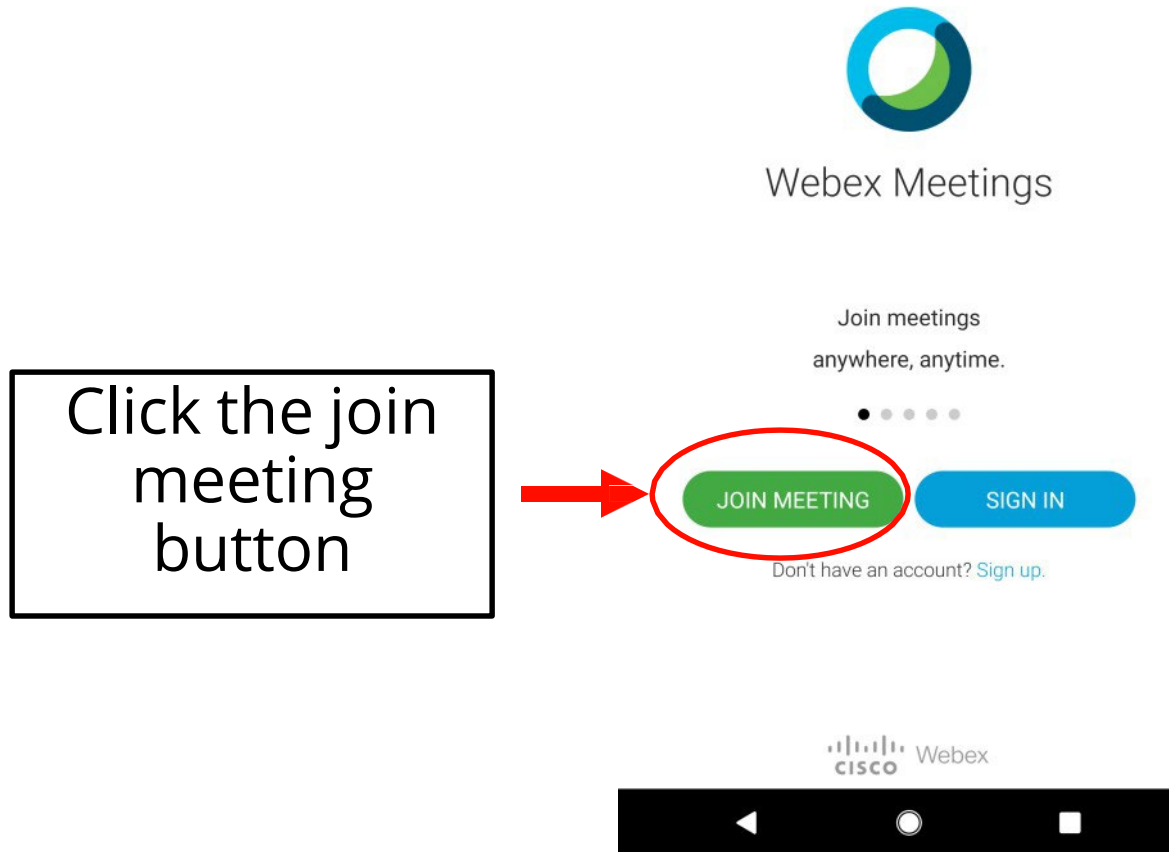 Webex Meetings
Join meetings
anywhere, anytime.
Click the join
meeting
button
JOIN MEETING
SIGN IN
Don't have an account? Sign up.
CISCO Webex